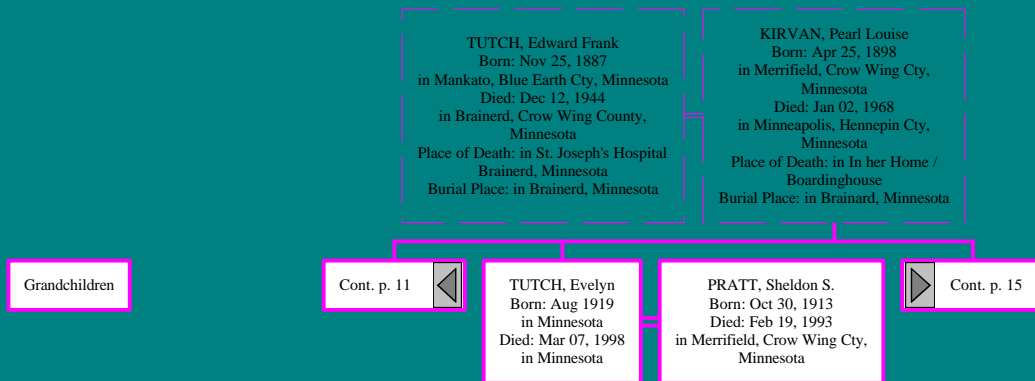 TUTCH, Edward Frank
Born: Nov 25, 1887
in Mankato, Blue Earth Cty, Minnesota
Died: Dec 12, 1944
in Brainerd, Crow Wing County,
Minnesota
Place of Death: in St. Joseph's Hospital
Brainerd, Minnesota
Burial Place: in Brainerd, Minnesota
KIRVAN, Pearl Louise
Born: Apr 25, 1898
in Merrifield, Crow Wing Cty,
Minnesota
Died: Jan 02, 1968
in Minneapolis, Hennepin Cty,
Minnesota
Place of Death: in In her Home /
Boardinghouse
Burial Place: in Brainard, Minnesota
Grandchildren
Cont. p. 11
TUTCH, Evelyn
Born: Aug 1919
in Minnesota
Died: Mar 07, 1998
in Minnesota
PRATT, Sheldon S.
Born: Oct 30, 1913
Died: Feb 19, 1993
in Merrifield, Crow Wing Cty,
Minnesota
Cont. p. 15